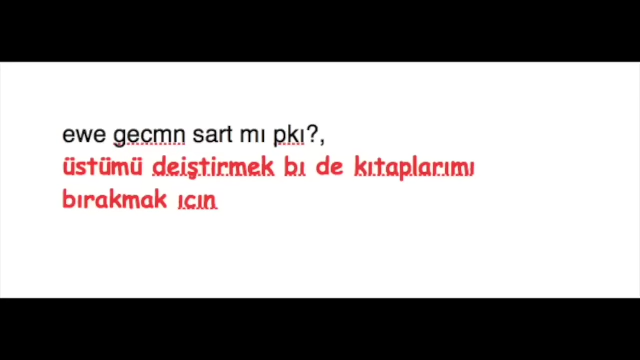 ewe gecmn sart mı pkı?,
üstümü deiştirmek bı de kıtaplarımı
bırakmak ıcın